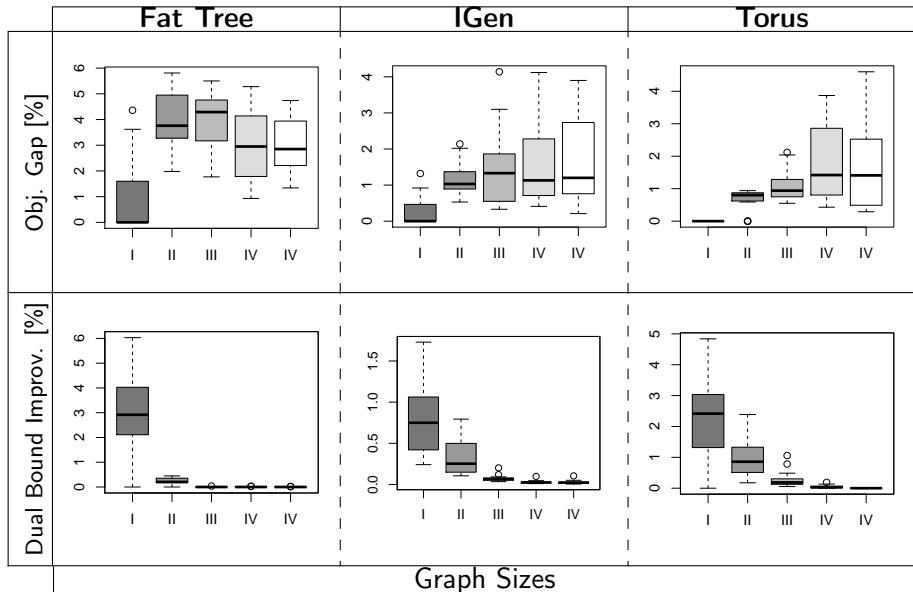 Fat Tree IGen Torus
Obj. Gap [%]
0 1 2 3 4 5 6
I II III IV IV
0 1 2 3 4
I II III IV IV
0 1 2 3 4
I II III IV IV
Dual Bound Improv. [%]
0 1 2 3 4 5 6
I II III IV IV
0.0 0.5 1.0 1.5
I II III IV IV
0 1 2 3 4 5
I II III IV IV
Graph Sizes